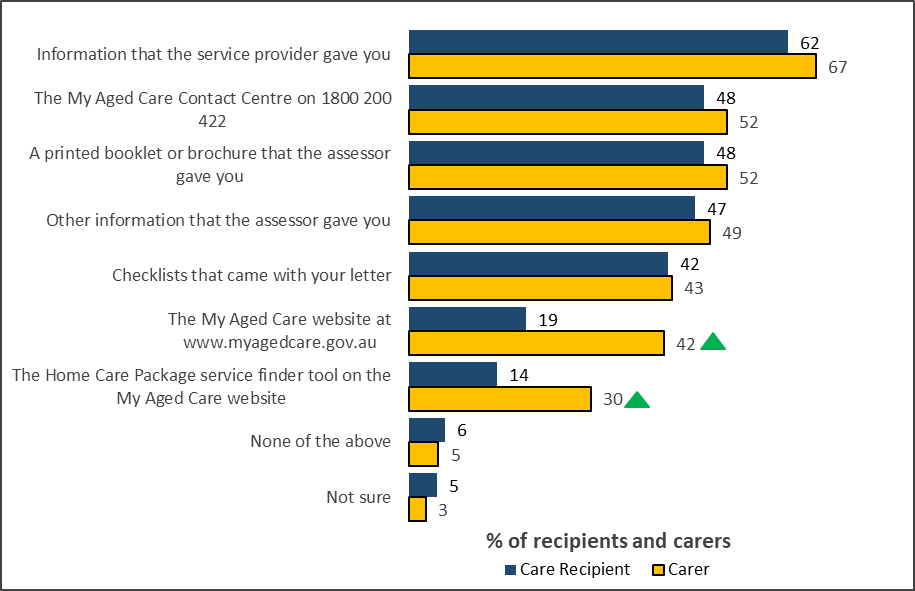 Information that the service provider gave you
62
67
The My Aged Care Contact Centre on 1800 200
422
48
52
A printed booklet or brochure that the assessor
gave you
48
52
Other information that the assessor gave you
47
49
Checklists that came with your letter
42
43
The My Aged Care website at
www.myagedcare.gov.au
19
42
The Home Care Package service finder tool on the
My Aged Care website
14
30
None of the above
6
5
Not sure
5
3
% of recipients and carers
Care Recipient
Carer